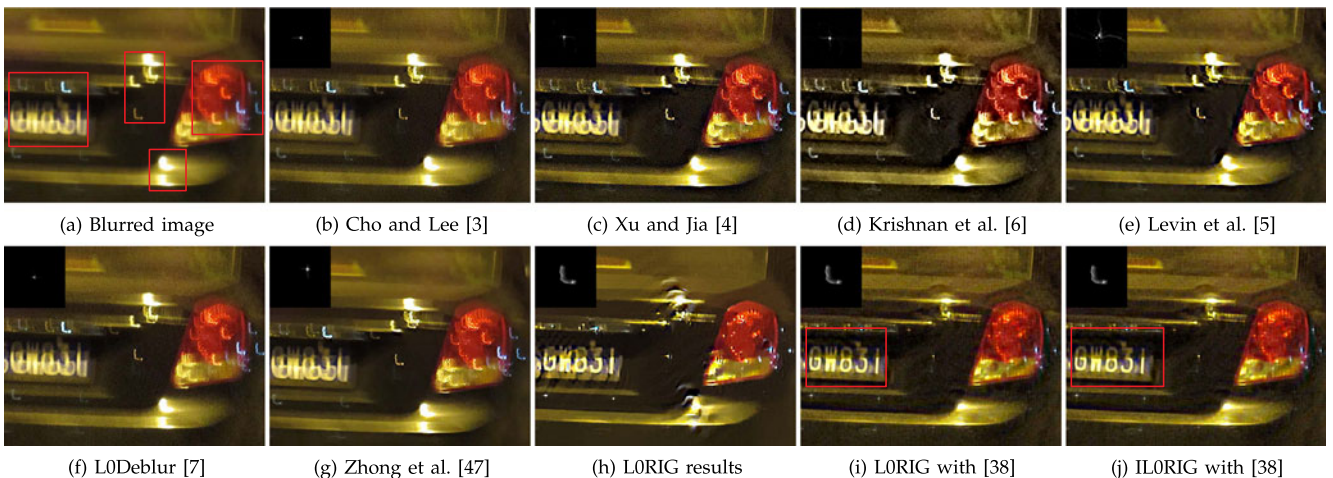 (a) Blurred image
(b) Cho and Lee [3]
(c) Xu and Jia [4]
(d) Krishnan et al. [6]
(e) Levin et al. [5]
GW831
GW831
(f) L0Deblur [7]
(g) Zhong et al. [47]
(h) L0RIG results
(i) L0RIG with [38]
(j) IL0RIG with [38]